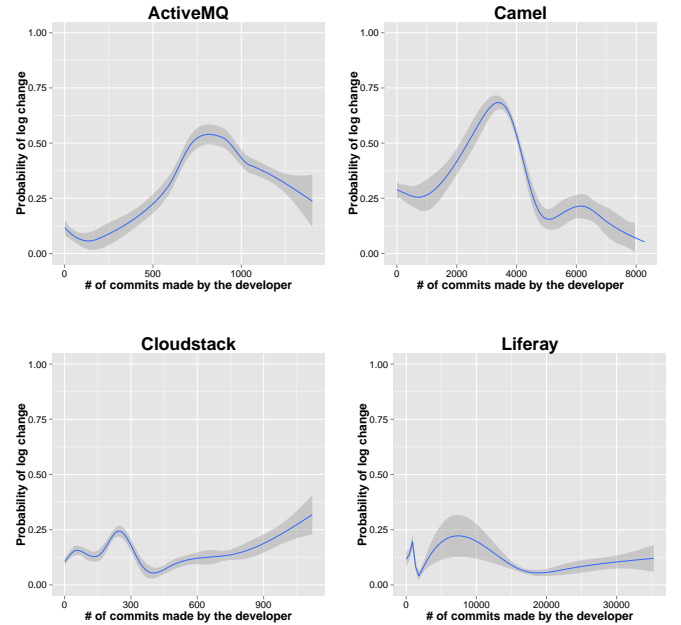 ActiveMQ
Probability of log change
1.00
0.75
0.50
0.25
0.00
0 500 1000
# of commits made by the developer
Camel
Probability of log change
1.00
0.75
0.50
0.25
0.00
0 2000 4000 6000 8000
# of commits made by the developer
Cloudstack
Probability of log change
1.00
0.75
0.50
0.25
0.00
0 300 600 900
# of commits made by the developer
Liferay
Probability of log change
1.00
0.75
0.50
0.25
0.00
0 10000 20000 30000
# of commits made by the developer